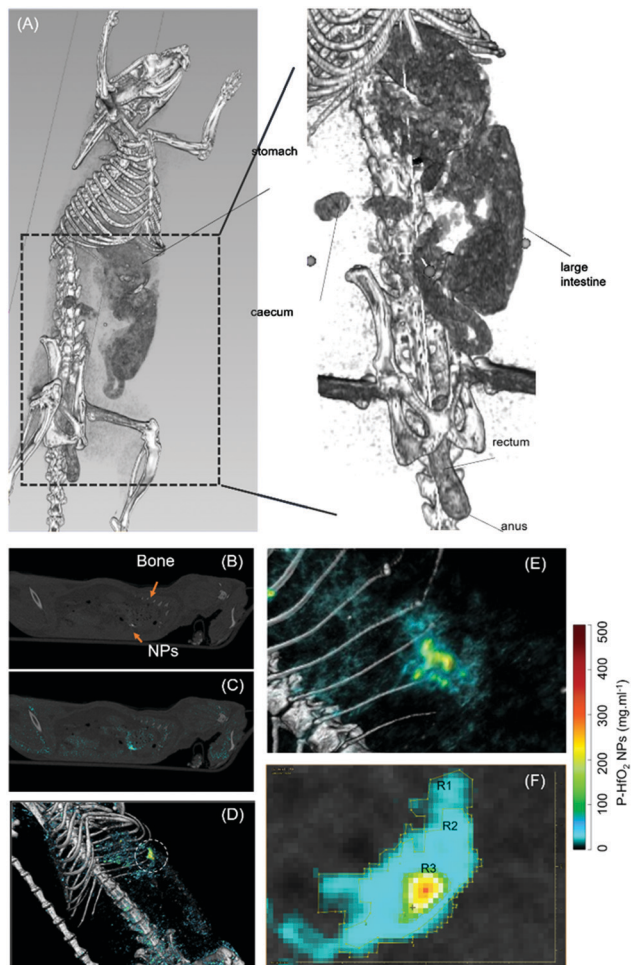 (A)
stomach
caecum
large
intestine
rectum
anus
(B)
Bone
NPs
(C)
(D)
(E)
(F)
R1
R2
R3
500
400
300
200
100
0
P-HfO₂ NPs (mg.ml⁻¹)